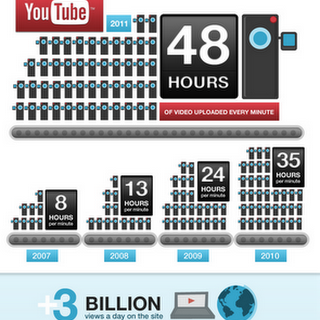 YouTube™
2011
48
HOURS
OF VIDEO UPLOADED EVERY MINUTE
8
HOURS
per minute
13
HOURS
per minute
24
HOURS
per minute
35
HOURS
per minute
2007
2008
2009
2010
+3 BILLION
views a day on the site